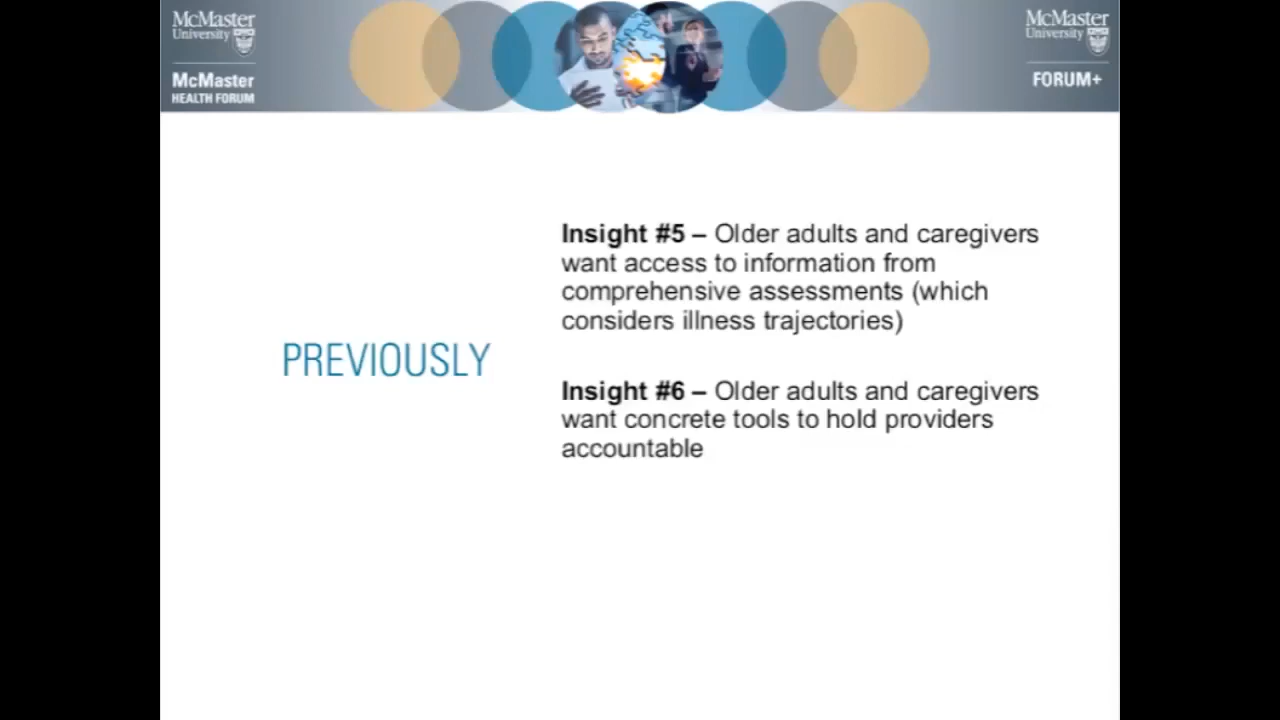 McMaster
University
McMaster
HEALTH FORUM
McMaster
University
FORUM+
PREVIOUSLY
Insight #5 – Older adults and caregivers
want access to information from
comprehensive assessments (which
considers illness trajectories)
Insight #6 – Older adults and caregivers
want concrete tools to hold providers
accountable